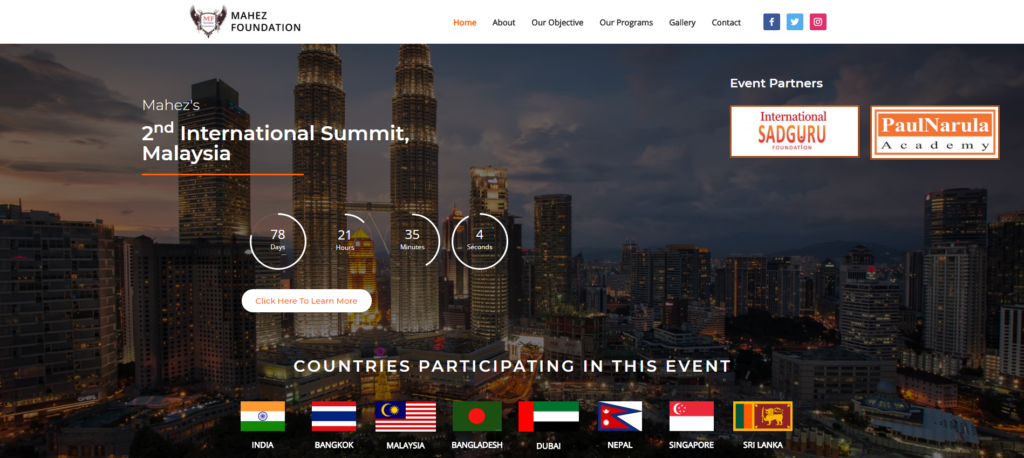 MF
MAHEZ
FOUNDATION
Home About Our Objective Our Programs Gallery Contact
Event Partners
Mahez's
2nd International Summit,
Malaysia
International
SADGURU
FOUNDATION
PaulNarula
Academy
78 21 35 4
Days Hours Minutes Seconds
Click Here To Learn More
COUNTRIES PARTICIPATING IN THIS EVENT
INDIA BANGKOK MALAYSIA BANGLADESH DUBAI NEPAL SINGAPORE SRI LANKA